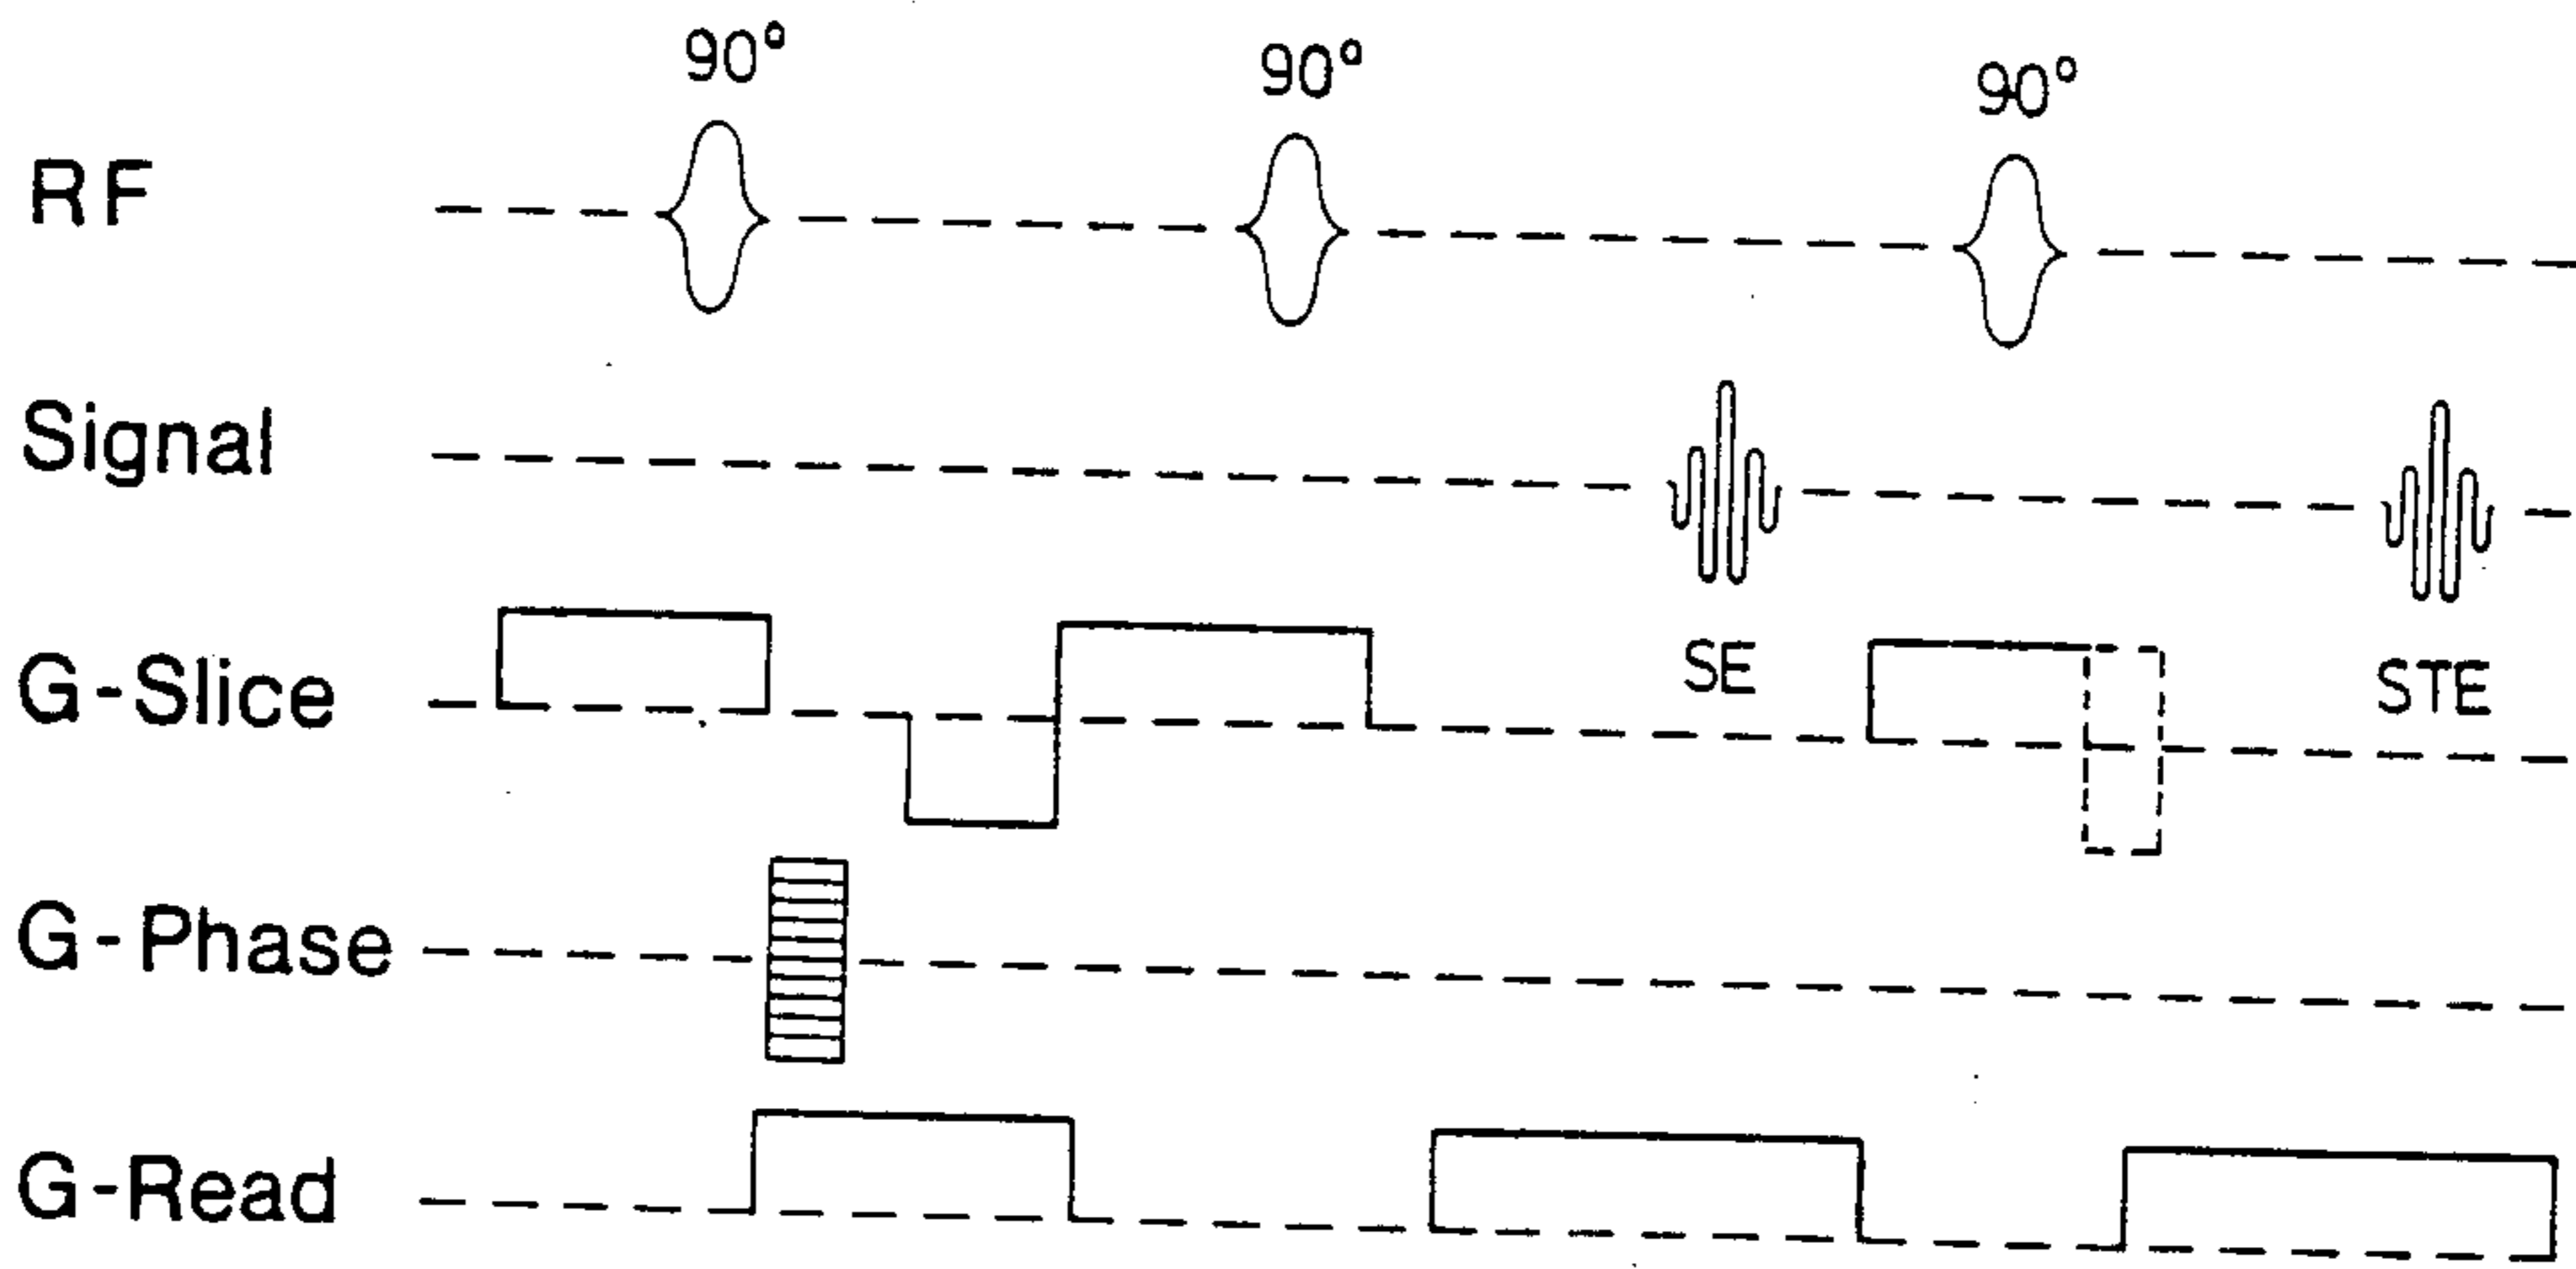 90° 90° 90°
RF
Signal
SE STE
G-Slice
G-Phase
G-Read